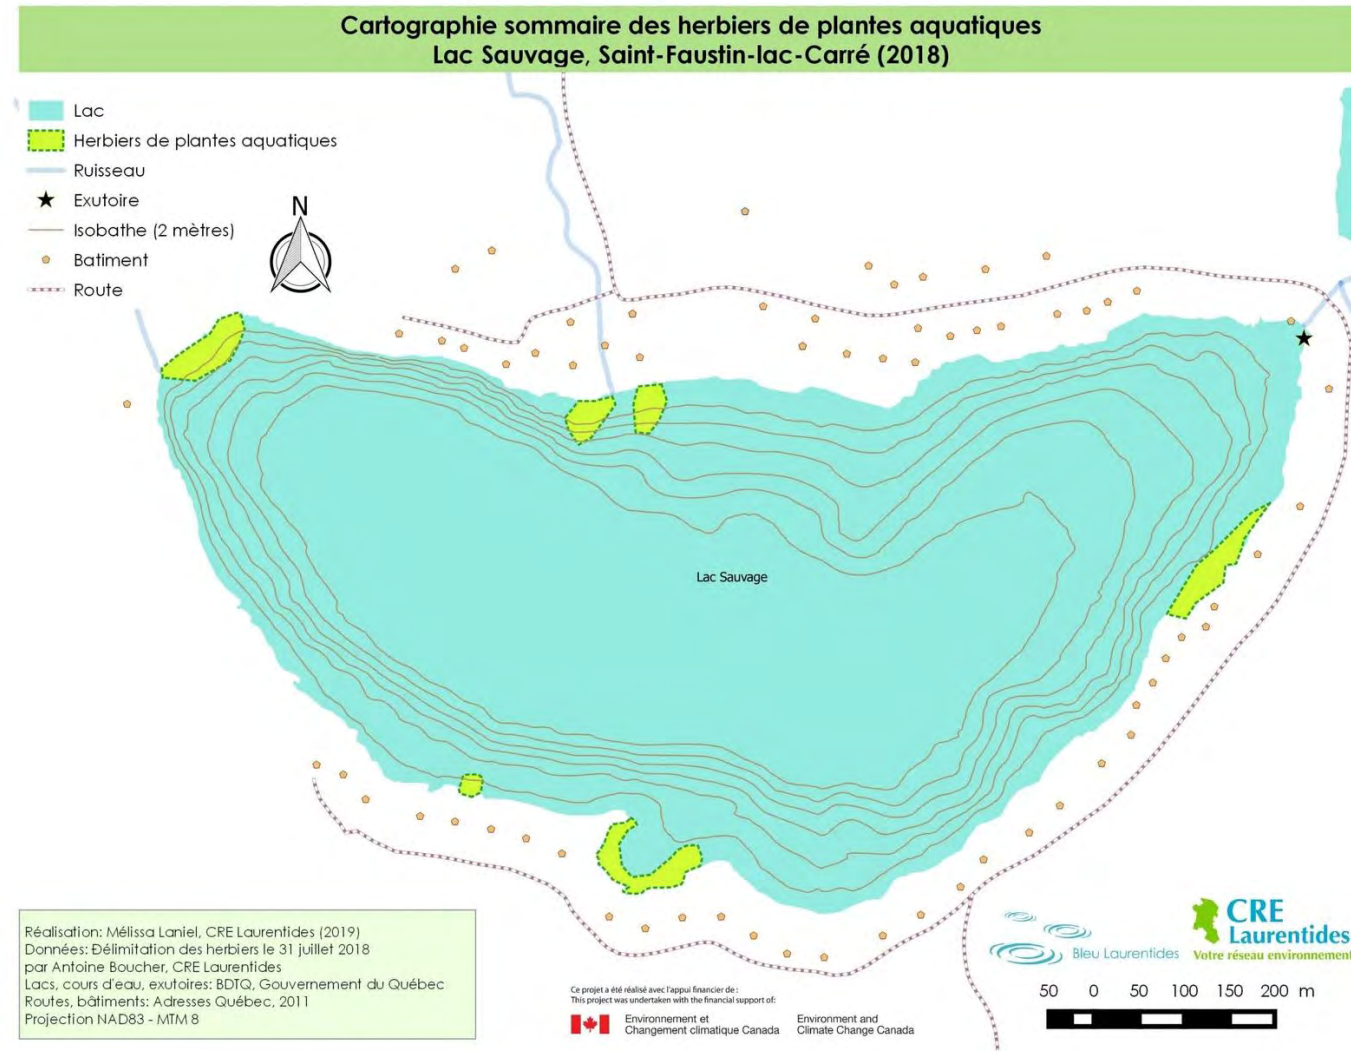 Cartographie sommaire des herbiers de plantes aquatiques
Lac Sauvage, Saint-Faustin-lac-Carré (2018)
Lac
Herbiers de plantes aquatiques
Ruisseau
Exutoire
Isobathe (2 mètres)
Batiment
Route
N
Lac Sauvage
Réalisation: Mélissa Laniel, CRE Laurentides (2019)
Données: Délimitation des herbiers le 31 juillet 2018
par Antoine Boucher, CRE Laurentides
Lacs, cours d'eau, exutoires: BDTQ, Gouvernement du Québec
Routes, bâtiments: Adresses Québec, 2011
Projection NAD83 - MTM 8
Ce projet a été réalisé avec l'appui financier de :
This project was undertaken with the financial support of:
Environnement et
Changement climatique Canada
Environment and
Climate Change Canada
Bleu Laurentides
CRE
Laurentides
Votre réseau environnement
50 0 50 100 150 200 m